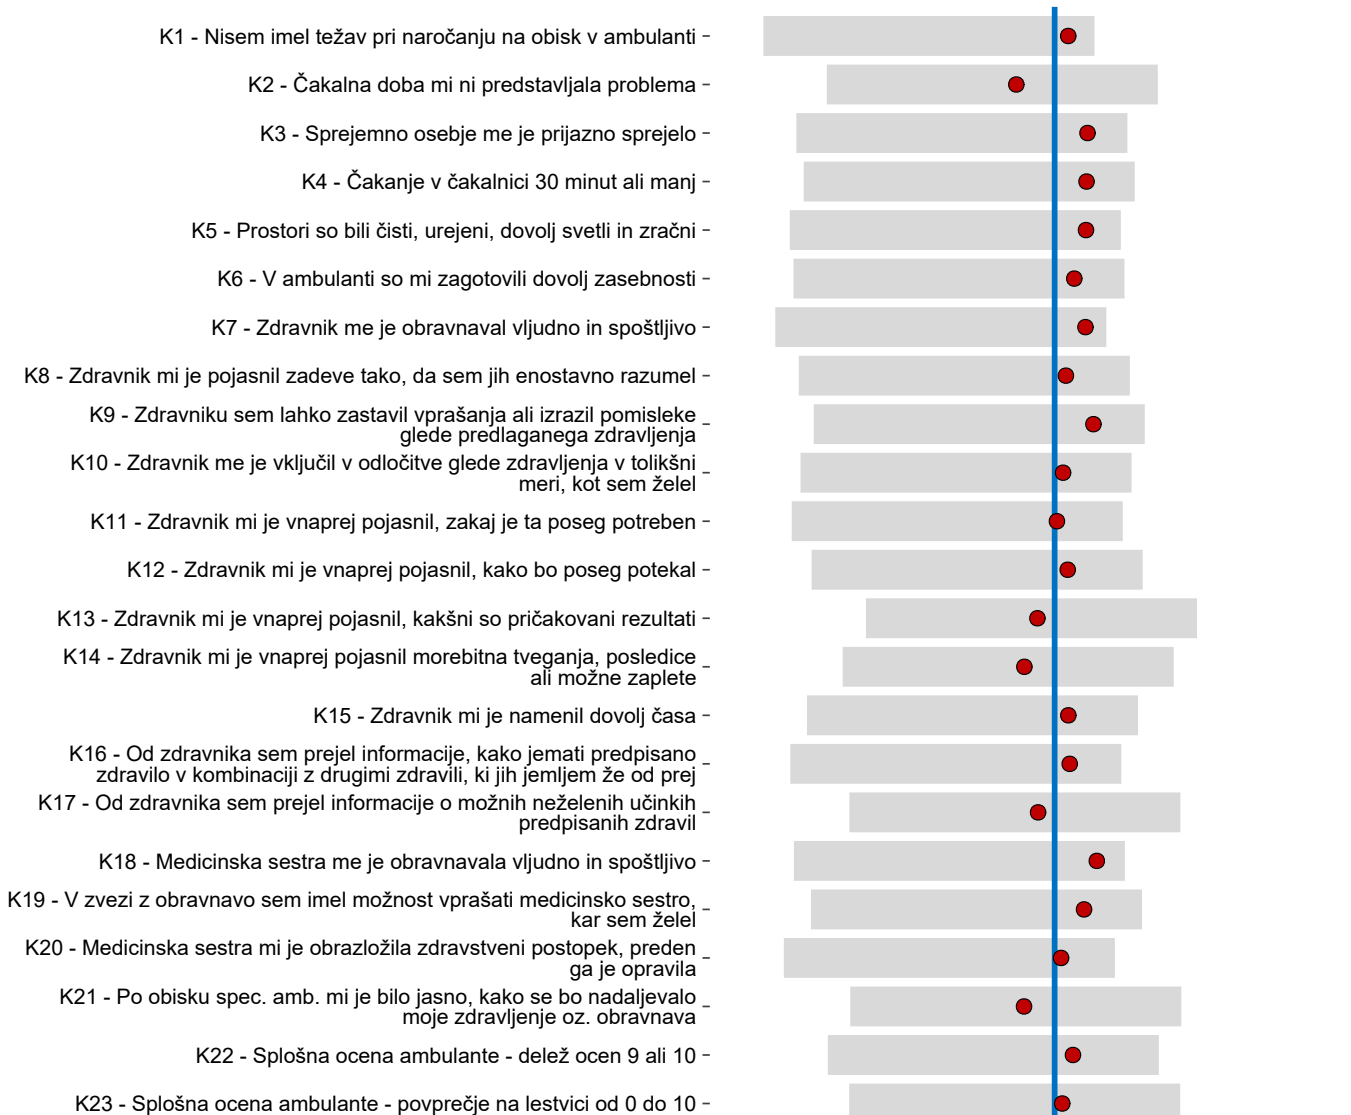 K1 - Nisem imel težav pri naročanju na obisk v ambulanti
K2 - Čakalna doba mi ni predstavljala problema
K3 - Sprejemno osebje me je prijazno sprejelo
K4 - Čakanje v čakalnici 30 minut ali manj
K5 - Prostori so bili čisti, urejeni, dovolj svetli in zračni
K6 - V ambulanti so mi zagotovili dovolj zasebnosti
K7 - Zdravnik me je obravnaval vljudno in spoštljivo
K8 - Zdravnik mi je pojasnil zadeve tako, da sem jih enostavno razumel
K9 - Zdravniku sem lahko zastavil vprašanja ali izrazil pomisleke
glede predlaganega zdravljenja
K10 - Zdravnik me je vključil v odločitve glede zdravljenja v tolikšni
meri, kot sem želel
K11 - Zdravnik mi je vnaprej pojasnil, zakaj je ta poseg potreben
K12 - Zdravnik mi je vnaprej pojasnil, kako bo poseg potekal
K13 - Zdravnik mi je vnaprej pojasnil, kakšni so pričakovani rezultati
K14 - Zdravnik mi je vnaprej pojasnil morebitna tveganja, posledice
ali možne zaplete
K15 - Zdravnik mi je namenil dovolj časa
K16 - Od zdravnika sem prejel informacije, kako jemati predpisano
zdravilo v kombinaciji z drugimi zdravili, ki jih jemljem že od prej
K17 - Od zdravnika sem prejel informacije o možnih neželenih učinkih
predpisanih zdravil
K18 - Medicinska sestra me je obravnavala vljudno in spoštljivo
K19 - V zvezi z obravnavo sem imel možnost vprašati medicinsko sestro,
kar sem želel
K20 - Medicinska sestra mi je obrazložila zdravstveni postopek, preden
ga je opravila
K21 - Po obisku spec. amb. mi je bilo jasno, kako se bo nadaljevalo
moje zdravljenje oz. obravnava
K22 - Splošna ocena ambulante - delež ocen 9 ali 10
K23 - Splošna ocena ambulante - povprečje na lestvici od 0 do 10